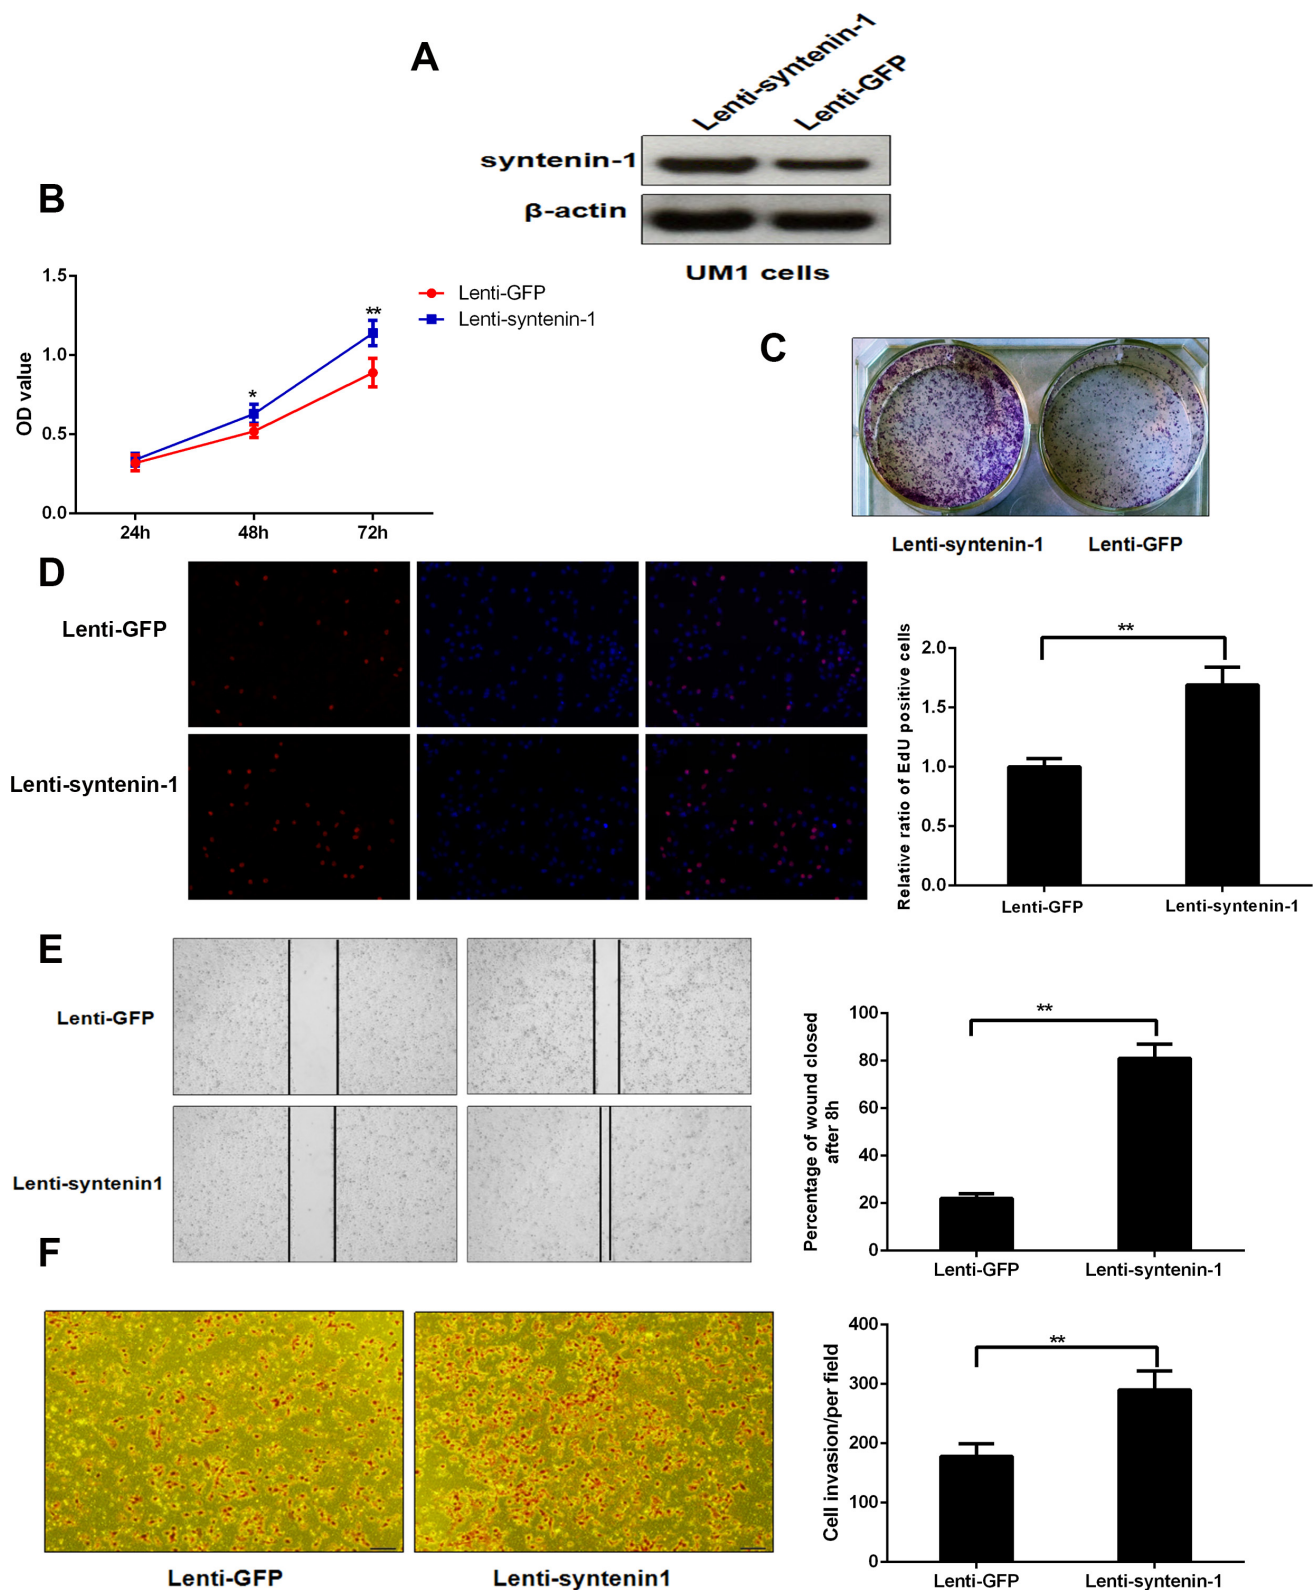 A
Lenti-syntenin-1
Lenti-GFP
syntenin-1
β-actin
UM1 cells
B
1.5
1.0
0.5
0.0
OD value
24h
48h
72h
*
**
Lenti-GFP
Lenti-syntenin-1
C
Lenti-syntenin-1
Lenti-GFP
D
Lenti-GFP
Lenti-syntenin-1
Relative ratio of EdU positive cells
2.0
1.5
1.0
0.5
0.0
**
Lenti-GFP
Lenti-syntenin-1
E
Lenti-GFP
Lenti-syntenin1
Percentage of wound closed
after 8h
100
80
60
40
20
0
**
Lenti-GFP
Lenti-syntenin-1
F
Lenti-GFP
Lenti-syntenin1
Cell invasion/per field
400
300
200
100
0
**
Lenti-GFP
Lenti-syntenin-1